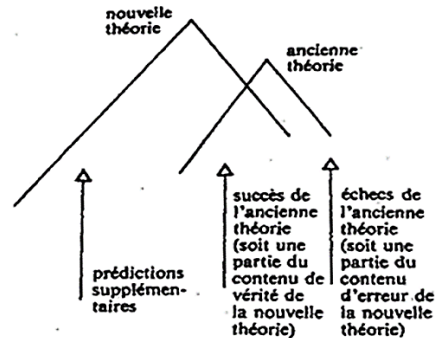 nouvelle
théorie
ancienne
théorie
prédictions
supplémen-
taires
succès de
l'ancienne
théorie
(soit une
partie du
contenu de
vérité de
la nouvelle
théorie)
échecs de
l'ancienne
théorie
(soit une
partie du
contenu
d'erreur de
la nouvelle
théorie)